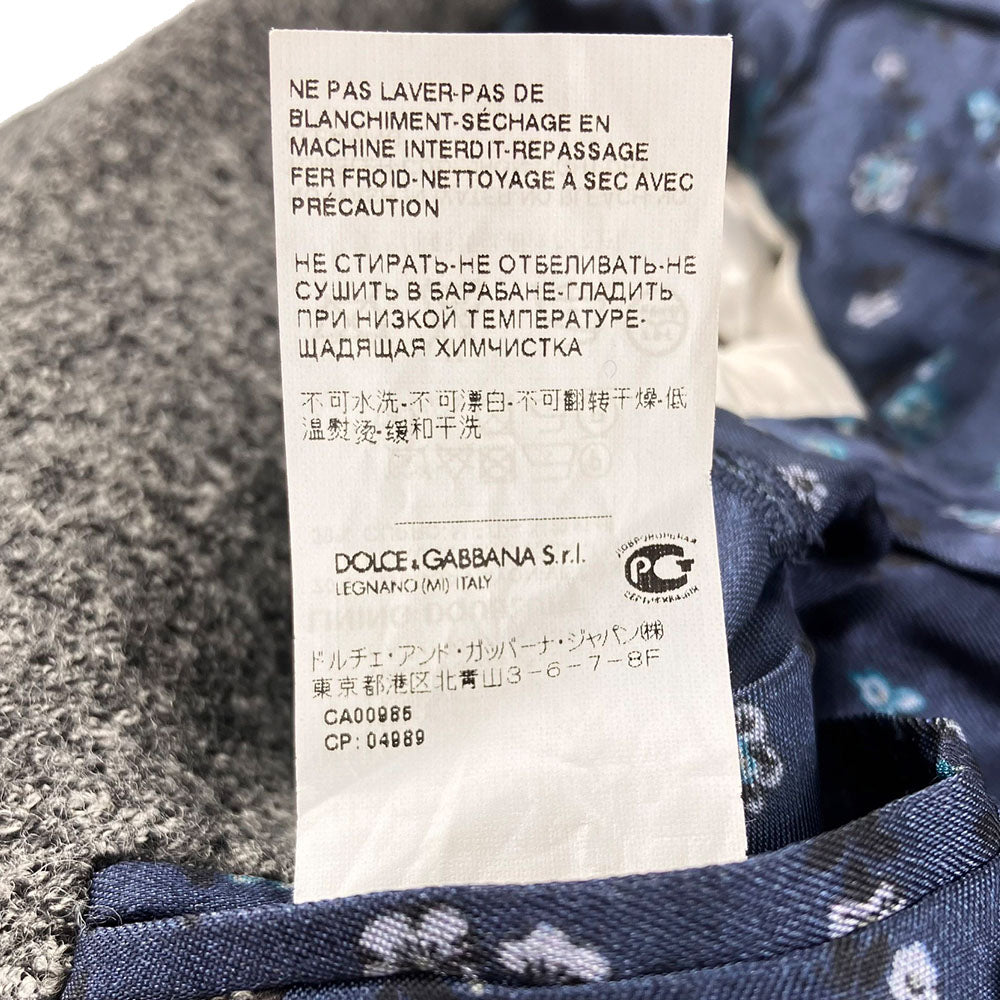 NE PAS LAVER-PAS DE
BLANCHIMENT-SÉCHAGE EN
MACHINE INTERDIT-REPASSAGE
FER FROID-NETTOYAGE À SEC AVEC
PRÉCAUTION
НЕ СТИРАТЬ-НЕ ОТБЕЛИВАТЬ-НЕ
СУШИТЬ В БАРАБАНЕ-ГЛАДИТЬ
ПРИ НИЗКОЙ ТЕМПЕРАТУРЕ-
ЩАДЯЩАЯ ХИМЧИСТКА
不可水洗-不可漂白-不可翻转干燥-低
温熨烫-缓和干洗
DOLCE & GABBANA S.r.l.
LEGNANO (MI) ITALY
ДОБРОВОЛЬНАЯ
РСТ
СЕРТИФИКАЦИЯ
ドルチェ・アンド・ガッバーナ・ジャパン(株)
東京都港区北青山3-6-7-8F
CA00985
CP: 04989